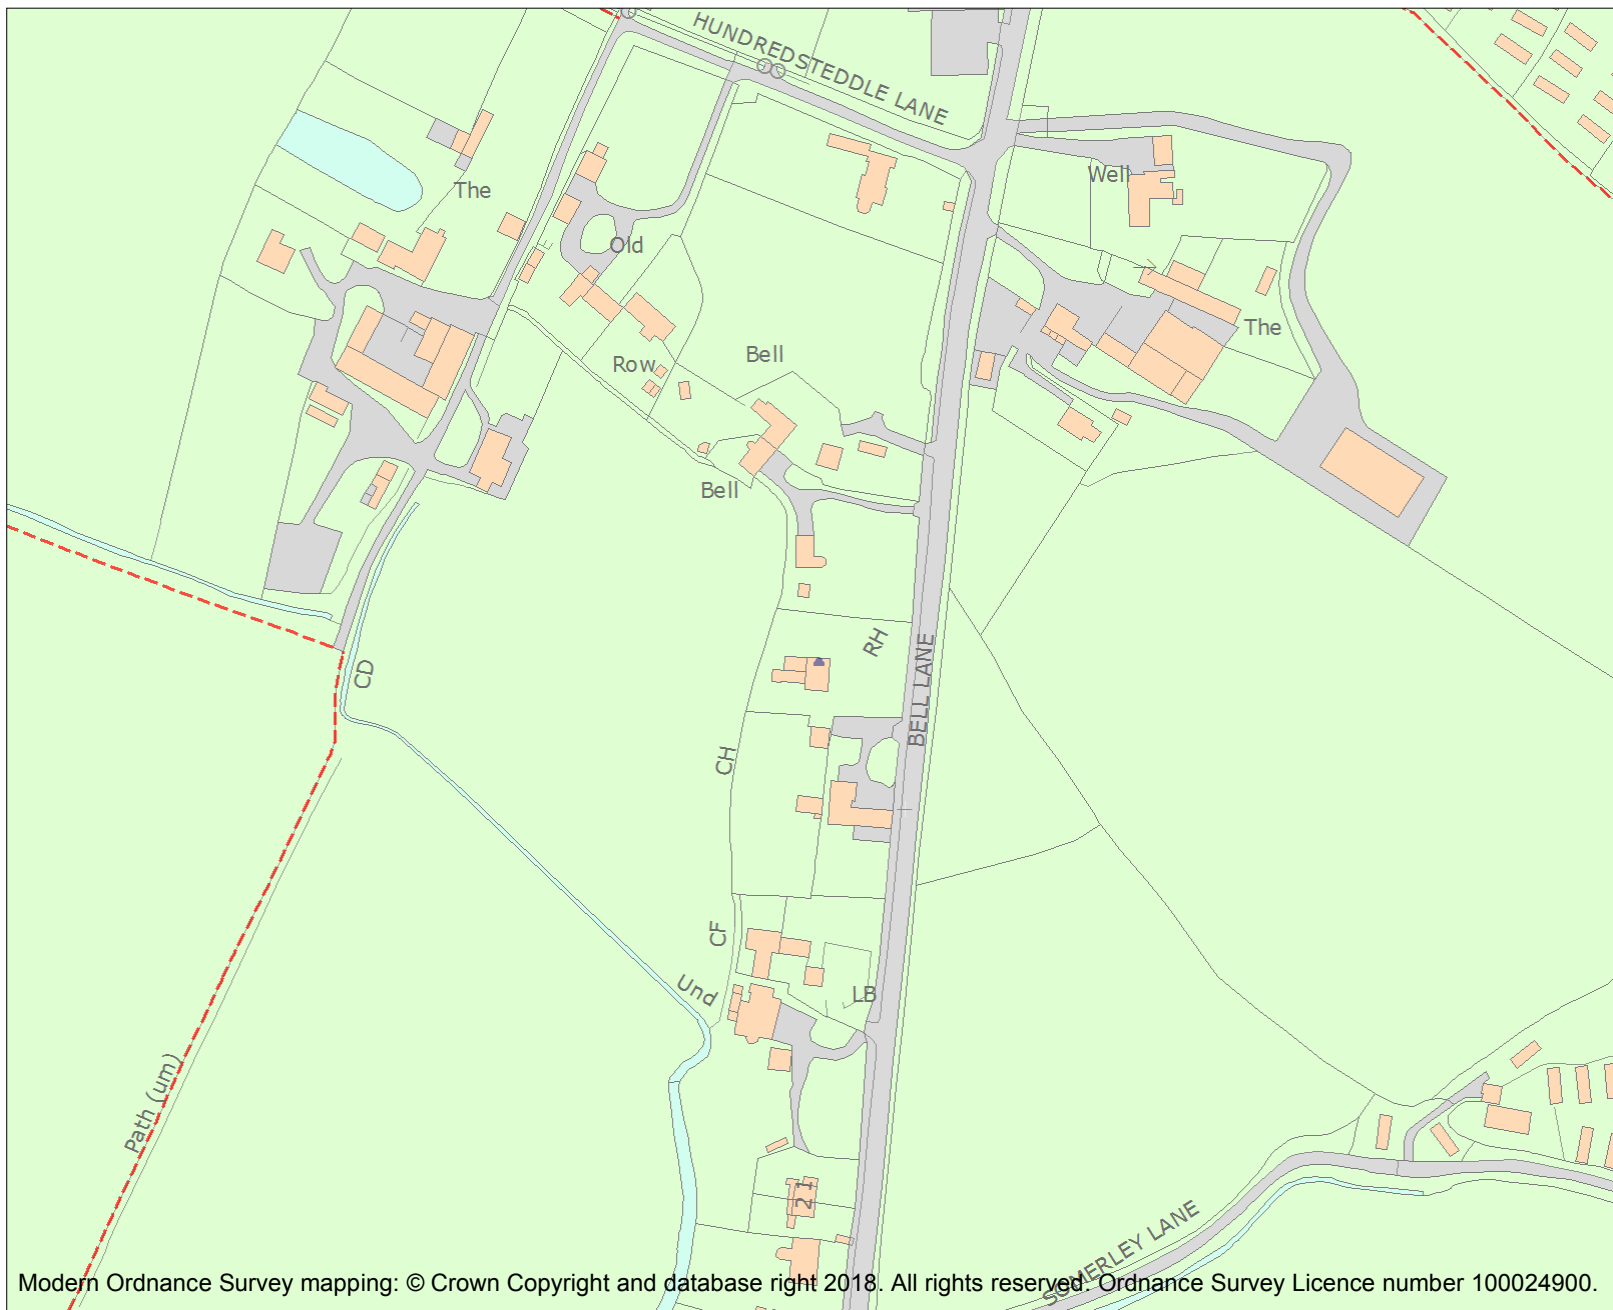 HUNDREDSTEDDLE LANE
The
Well
Old
The
Bell
Row
Bell
RH
CD
BELL LANE
CH
CF
Und
LB
Path (um)
21
SOMERLEY LANE
Modern Ordnance Survey mapping: © Crown Copyright and database right 2018. All rights reserved. Ordnance Survey Licence number 100024900.